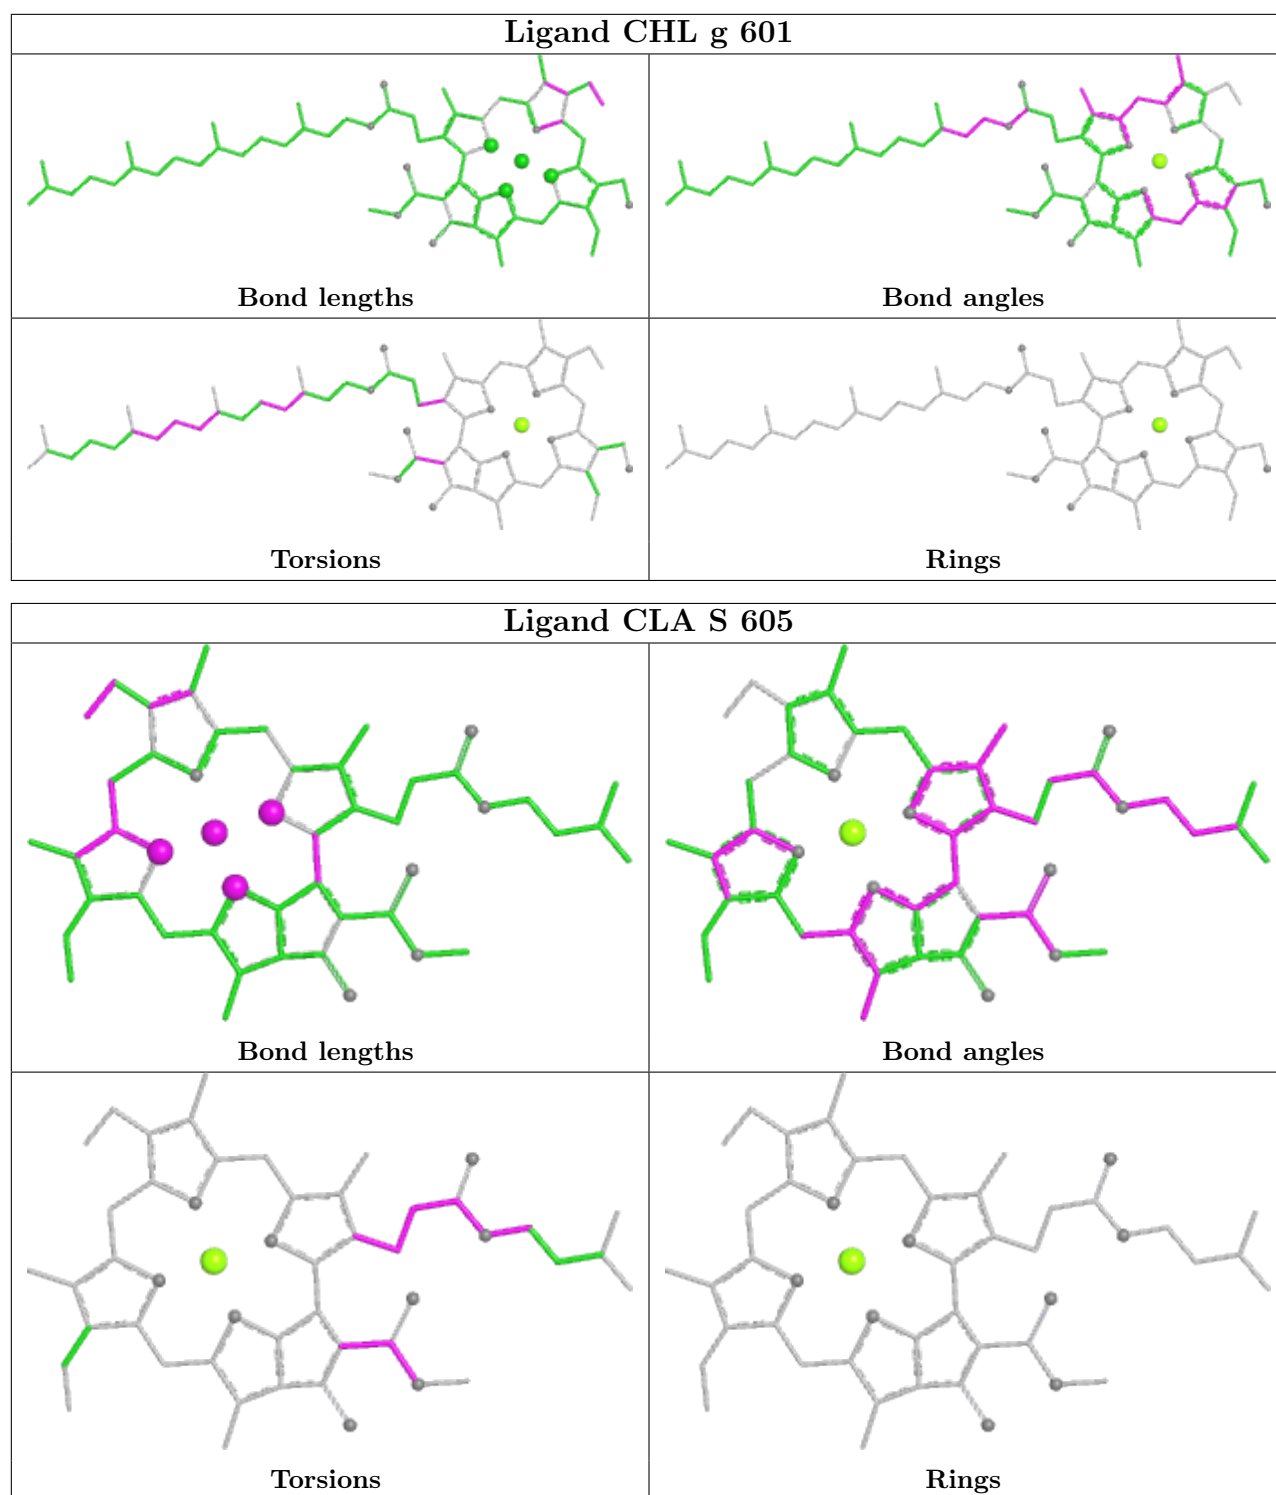 Ligand CHL g 601
Bond lengths
Bond angles
Torsions
Rings
Ligand CLA S 605
Bond lengths
Bond angles
Torsions
Rings